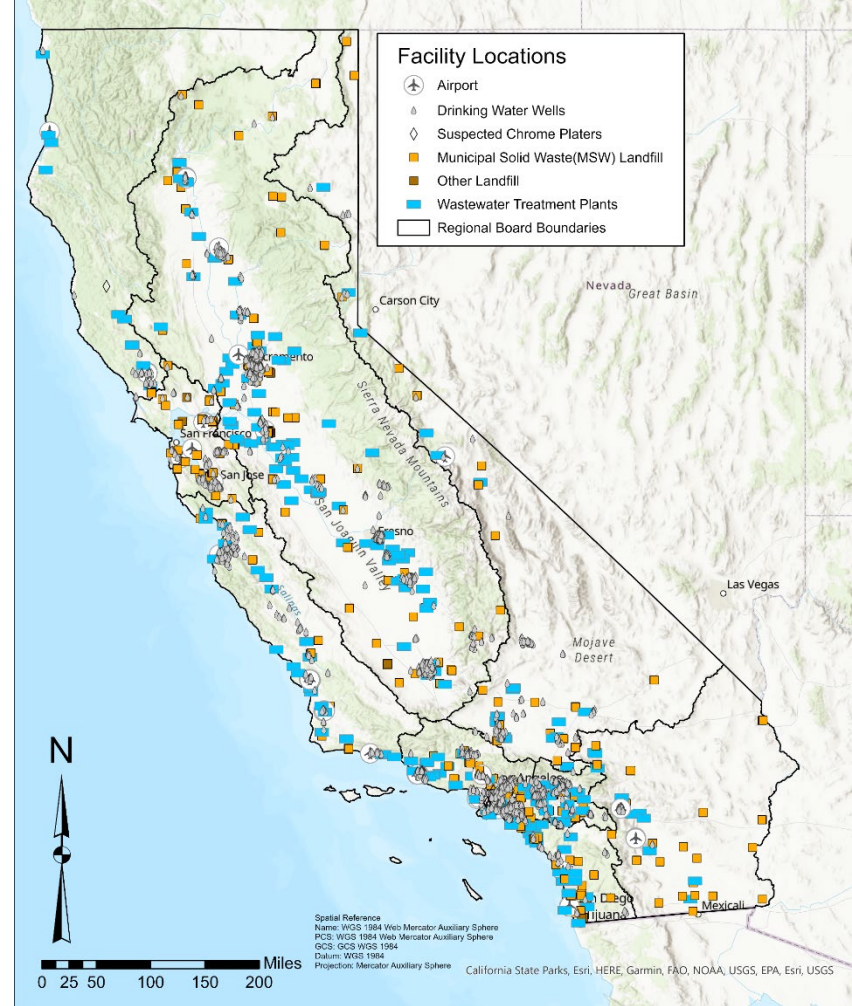 Facility Locations
Airport
Drinking Water Wells
Suspected Chrome Platers
Municipal Solid Waste(MSW) Landfill
Other Landfill
Wastewater Treatment Plants
Regional Board Boundaries
Nevada
Great Basin
Carson City
Sierra Nevada Mountains
San Francisco
San Jose
San Joaquin Valley
Fresno
Salinas
Las Vegas
Mojave
Desert
Los Angeles
Mexicali
Tijuana
N
Miles
0 25 50 100 150 200
Spatial Reference
Name: WGS 1984 Web Mercator Auxiliary Sphere
PCS: WGS 1984 Web Mercator Auxiliary Sphere
GCS: GCS WGS 1984
Datum: WGS 1984
Projection: Mercator Auxiliary Sphere
California State Parks, Esri, HERE, Garmin, FAO, NOAA, USGS, EPA, Esri, USGS